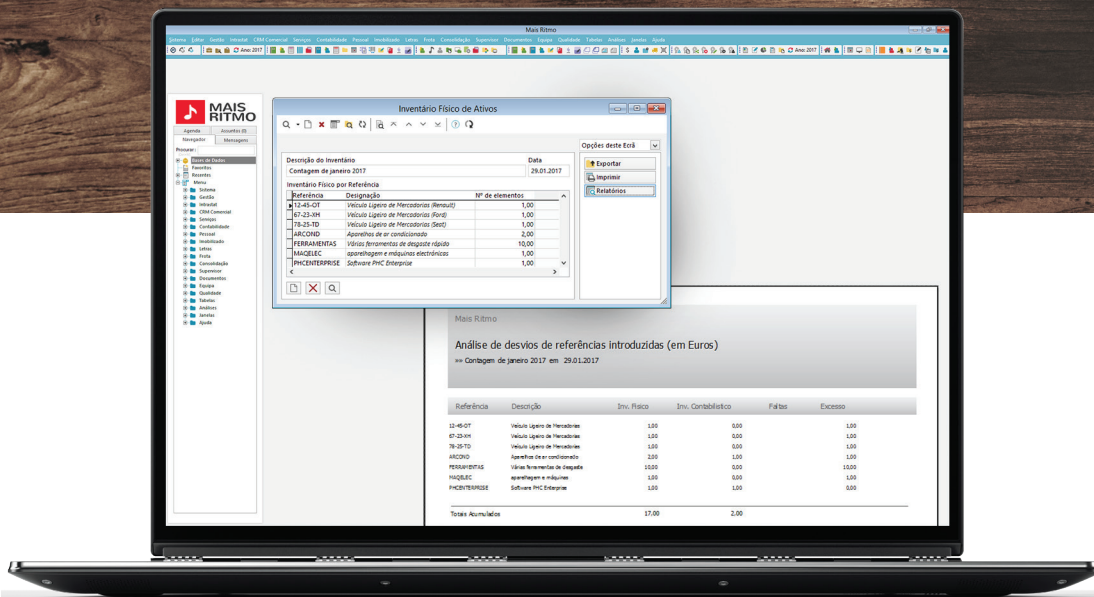 Mais Ritmo
Sistema Editar Gestão Intrastat CRM Comercial Serviços Contabilidade Pessoal Imobilizado Letras Frota Consolidação Supervisor Documentos Equipa Qualidade Tabelas Análises Janelas Ajuda
Ano: 2017
Ano: 2017
MAIS
RITMO
Agenda Assuntos (0)
Navegador Mensagens
Procurar:
Bases de Dados
Favoritos
Recentes
Menu
Sistema
Gestão
Intrastat
CRM Comercial
Serviços
Contabilidade
Pessoal
Imobilizado
Letras
Frota
Consolidação
Supervisor
Documentos
Equipa
Qualidade
Tabelas
Análises
Janelas
Ajuda
Inventário Físico de Ativos
Opções deste Ecrã
Exportar
Imprimir
Relatórios
Descrição do Inventário Data
Contagem de janeiro 2017 29.01.2017
Inventário Físico por Referência
Referência Designação Nº de elementos
12-45-OT Veículo Ligeiro de Mercadorias (Renault) 1,00
67-23-XH Veículo Ligeiro de Mercadorias (Ford) 1,00
78-25-TD Veículo Ligeiro de Mercadorias (Seat) 1,00
ARCOND Aparelhos de ar condicionado 2,00
FERRAMENTAS Várias ferramentas de desgaste rápido 10,00
MAQELEC aparelhagem e máquinas electrónicas 1,00
PHCENTERPRISE Software PHC Enterprise 1,00
Mais Ritmo
Análise de desvios de referências introduzidas (em Euros)
»» Contagem de janeiro 2017 em 29.01.2017
Referência Descrição Inv. Físico Inv. Contabilístico Faltas Excesso
12-45-OT Veículo Ligeiro de Mercadorias 1,00 0,00 1,00
67-23-XH Veículo Ligeiro de Mercadorias 1,00 0,00 1,00
78-25-TD Veículo Ligeiro de Mercadorias 1,00 0,00 1,00
ARCOND Aparelhos de ar condicionado 2,00 1,00 1,00
FERRAMENTAS Várias ferramentas de desgaste 10,00 0,00 10,00
MAQELEC aparelhagem e máquinas 1,00 0,00 1,00
PHCENTERPRISE Software PHC Enterprise 1,00 1,00 0,00
Totais Acumulados 17,00 2,00